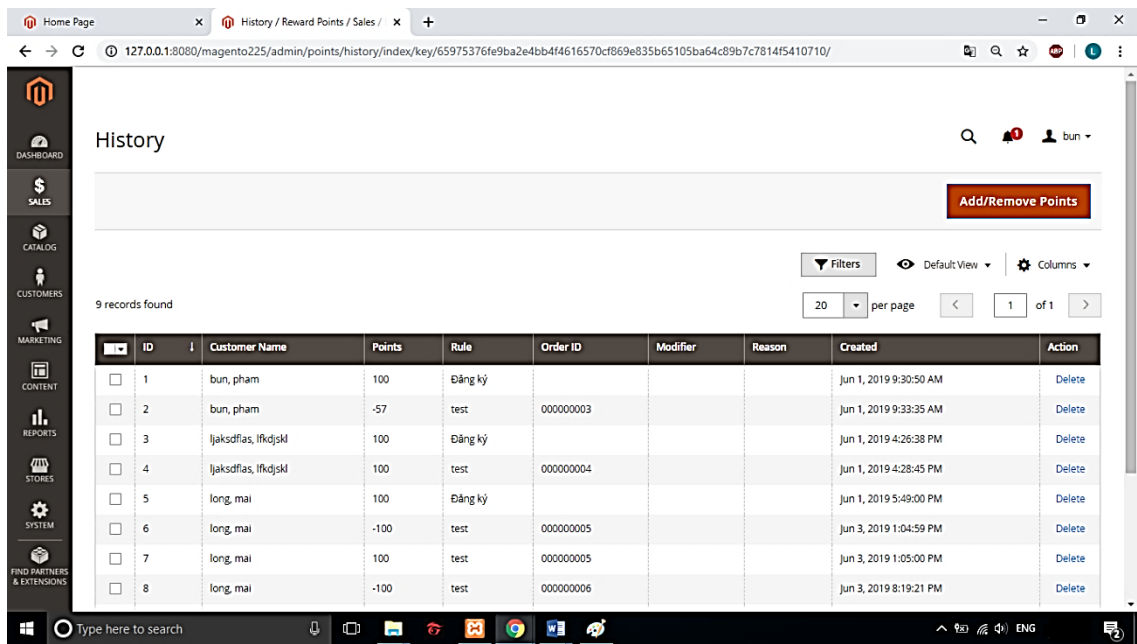 Home Page
History / Reward Points / Sales /
127.0.0.1:8080/magento225/admin/points/history/index/key/65975376fe9ba2e4bb4f4616570cf869e835b65105ba64c89b7c7814f5410710/
ABP
L
DASHBOARD
SALES
CATALOG
CUSTOMERS
MARKETING
CONTENT
REPORTS
STORES
SYSTEM
FIND PARTNERS
& EXTENSIONS
History
1
bun
Add/Remove Points
Filters Default View Columns
9 records found 20 per page 1 of 1
ID Customer Name Points Rule Order ID Modifier Reason Created Action
1 bun, pham 100 Đăng ký Jun 1, 2019 9:30:50 AM Delete
2 bun, pham -57 test 000000003 Jun 1, 2019 9:33:35 AM Delete
3 ljaksdflas, lfkdjskl 100 Đăng ký Jun 1, 2019 4:26:38 PM Delete
4 ljaksdflas, lfkdjskl 100 test 000000004 Jun 1, 2019 4:28:45 PM Delete
5 long, mai 100 Đăng ký Jun 1, 2019 5:49:00 PM Delete
6 long, mai -100 test 000000005 Jun 3, 2019 1:04:59 PM Delete
7 long, mai 100 test 000000005 Jun 3, 2019 1:05:00 PM Delete
8 long, mai -100 test 000000006 Jun 3, 2019 8:19:21 PM Delete
Type here to search
ENG
2